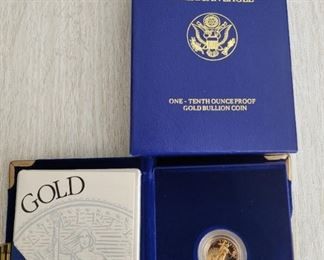 ONE - TENTH OUNCE PROOF
GOLD BULLION COIN
GOLD